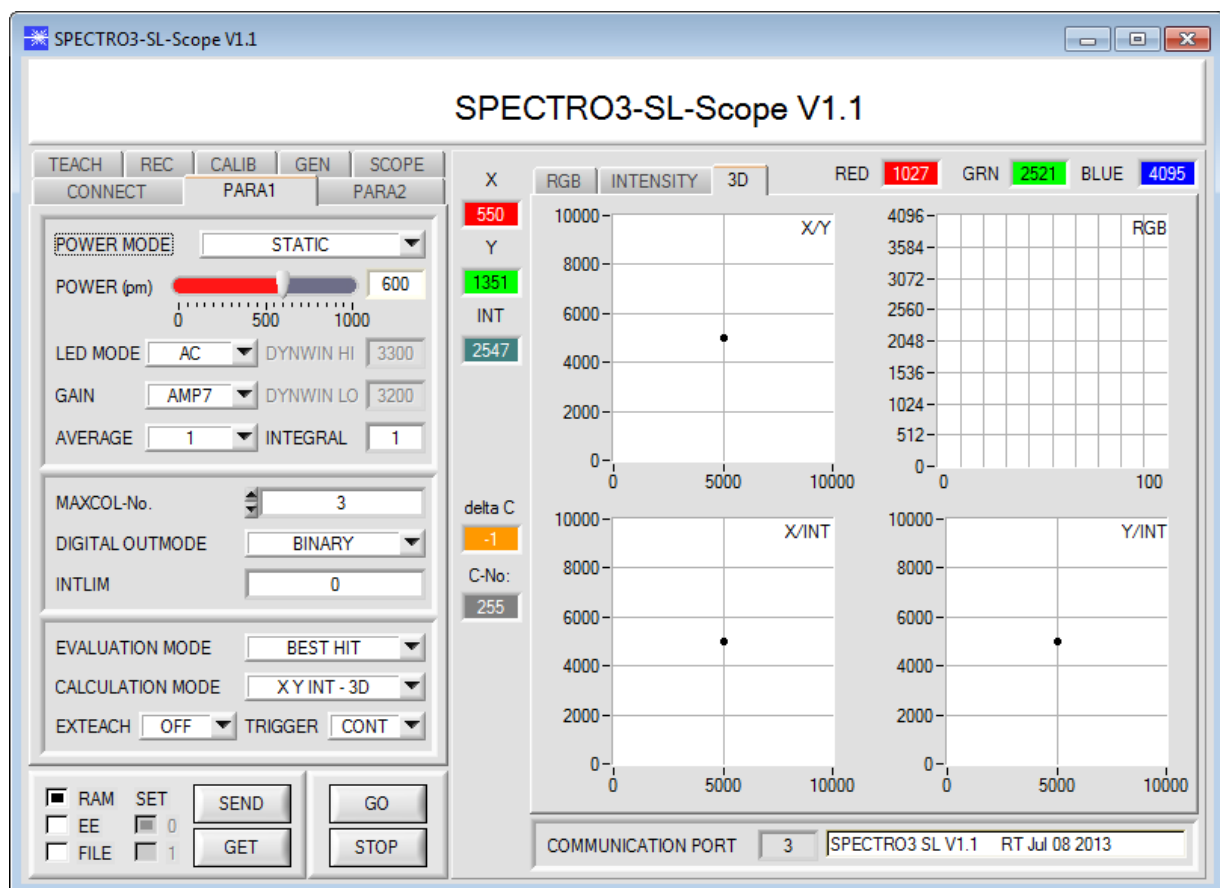 SPECTRO3-SL-Scope V1.1
SPECTRO3-SL-Scope V1.1
TEACH REC CALIB GEN SCOPE
CONNECT PARA1 PARA2
POWER MODE STATIC
POWER (pm) 600
0 500 1000
LED MODE AC DYNWIN HI 3300
GAIN AMP7 DYNWIN LO 3200
AVERAGE 1 INTEGRAL 1
MAXCOL-No. 3
DIGITAL OUTMODE BINARY
INTLIM 0
EVALUATION MODE BEST HIT
CALCULATION MODE X Y INT - 3D
EXTEACH OFF TRIGGER CONT
RAM SET SEND GO
EE 0
FILE 1 GET STOP
X
550
Y
1351
INT
2547
delta C
-1
C-No:
255
RGB INTENSITY 3D RED 1027 GRN 2521 BLUE 4095
X/Y
10000
8000
6000
4000
2000
0
0 5000 10000
RGB
4096
3584
3072
2560
2048
1536
1024
512
0
0 100
X/INT
10000
8000
6000
4000
2000
0
0 5000 10000
Y/INT
10000
8000
6000
4000
2000
0
0 5000 10000
COMMUNICATION PORT 3 SPECTRO3 SL V1.1 RT Jul 08 2013